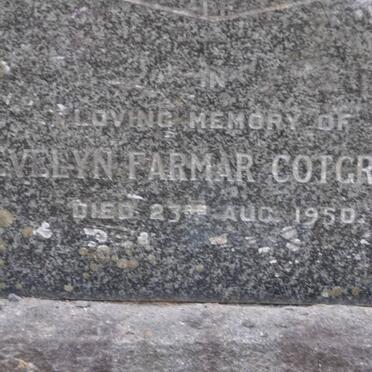 IN
LOVING MEMORY OF
EVELYN FARMAR COTGR
DIED 23RD AUG. 1950.